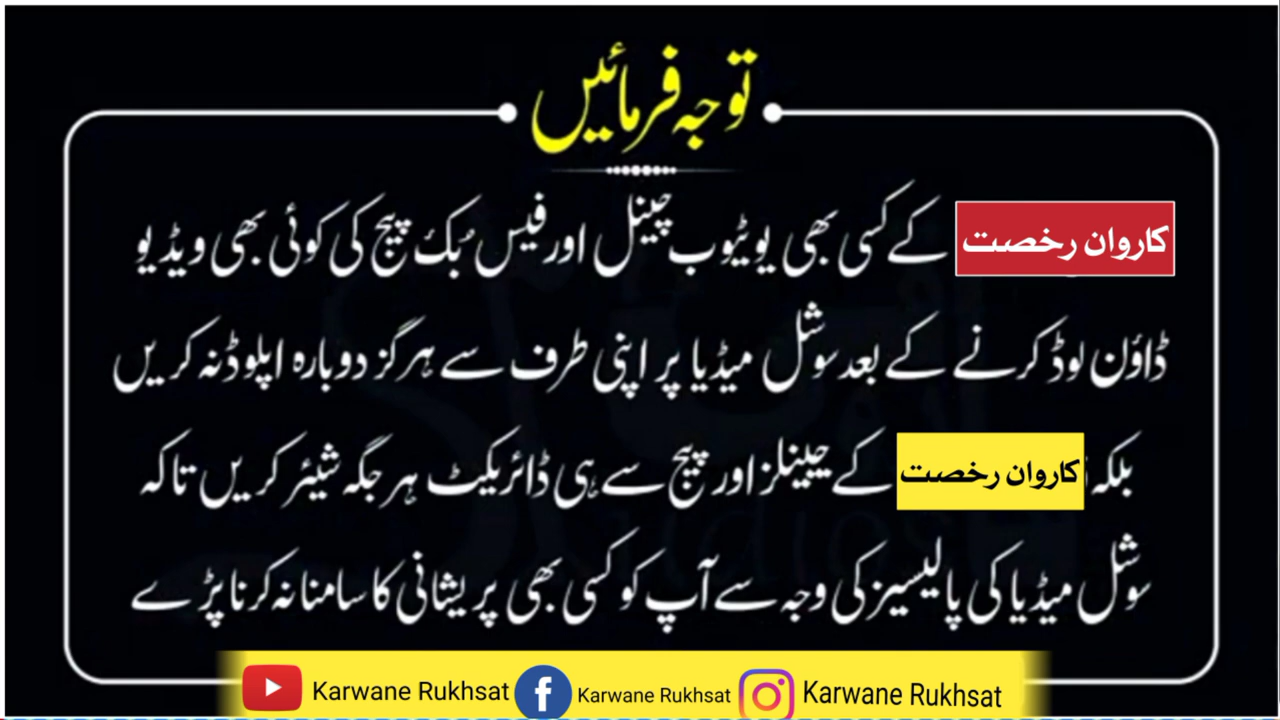 توجہ فرمائیں
کاروان رخصت کے کسی بھی یوٹیوب چینل اور فیس بُک پیج کی کوئی بھی ویڈیو
ڈاؤن لوڈ کرنے کے بعد سوشل میڈیا پر اپنی طرف سے ہرگز دوبارہ اپلوڈ نہ کریں
بلکہ کاروان رخصت کے چینلز اور پیج سے ہی ڈائریکٹ ہر جگہ شیئر کریں تاکہ
سوشل میڈیا کی پالیسیز کی وجہ سے آپ کو کسی بھی پریشانی کا سامنا نہ کرنا پڑے
Karwane Rukhsat Karwane Rukhsat Karwane Rukhsat